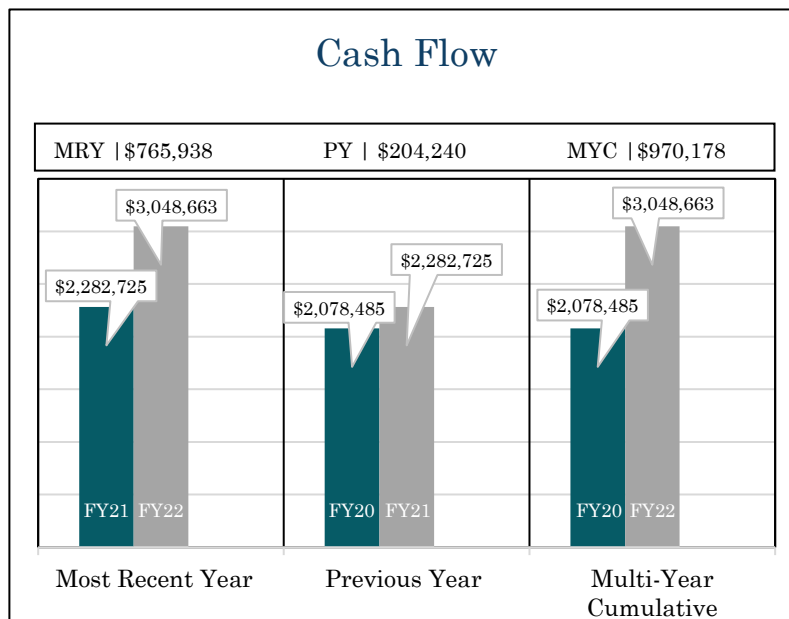 Cash Flow
MRY |$765,938 PY | $204,240 MYC |$970,178
$3,048,663
$2,282,725
FY21 FY22
$2,078,485
$2,282,725
FY20 FY21
$3,048,663
$2,078,485
FY20 FY22
Most Recent Year
Previous Year
Multi-Year
Cumulative